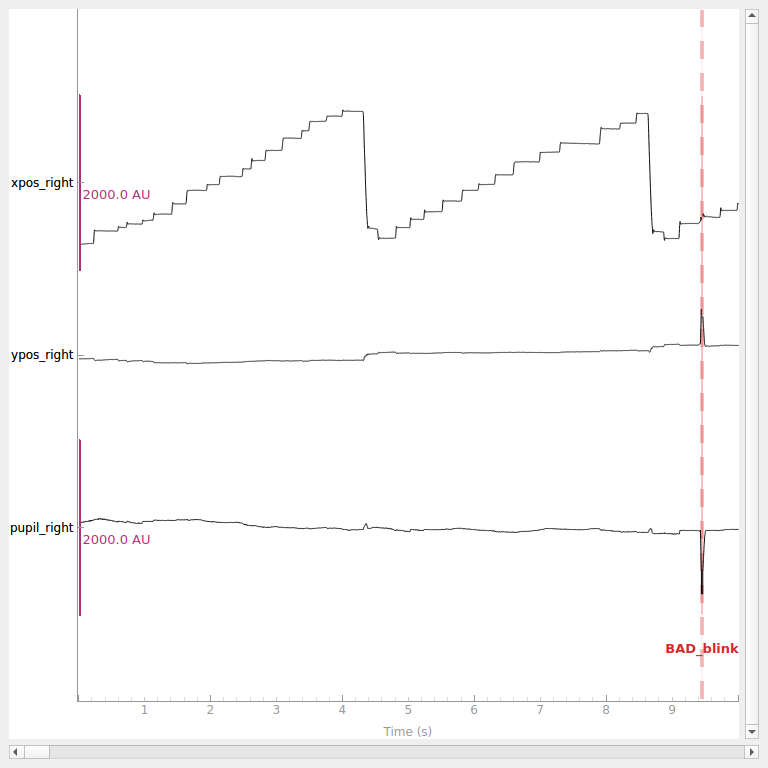 xpos_right
2000.0 AU
ypos_right
pupil_right
2000.0 AU
BAD_blink
1 2 3 4 5 6 7 8 9
Time (s)